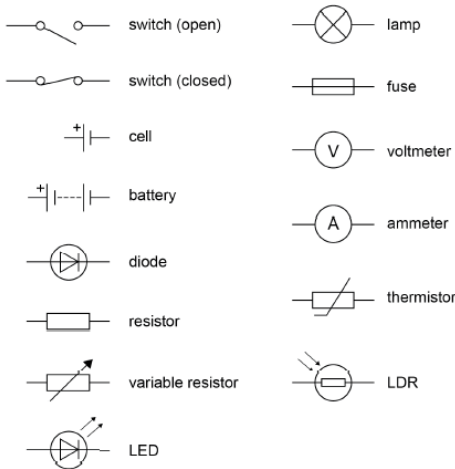 switch (open)
switch (closed)
+
cell
+
battery
diode
resistor
variable resistor
LED
lamp
fuse
V
voltmeter
A
ammeter
thermistor
LDR